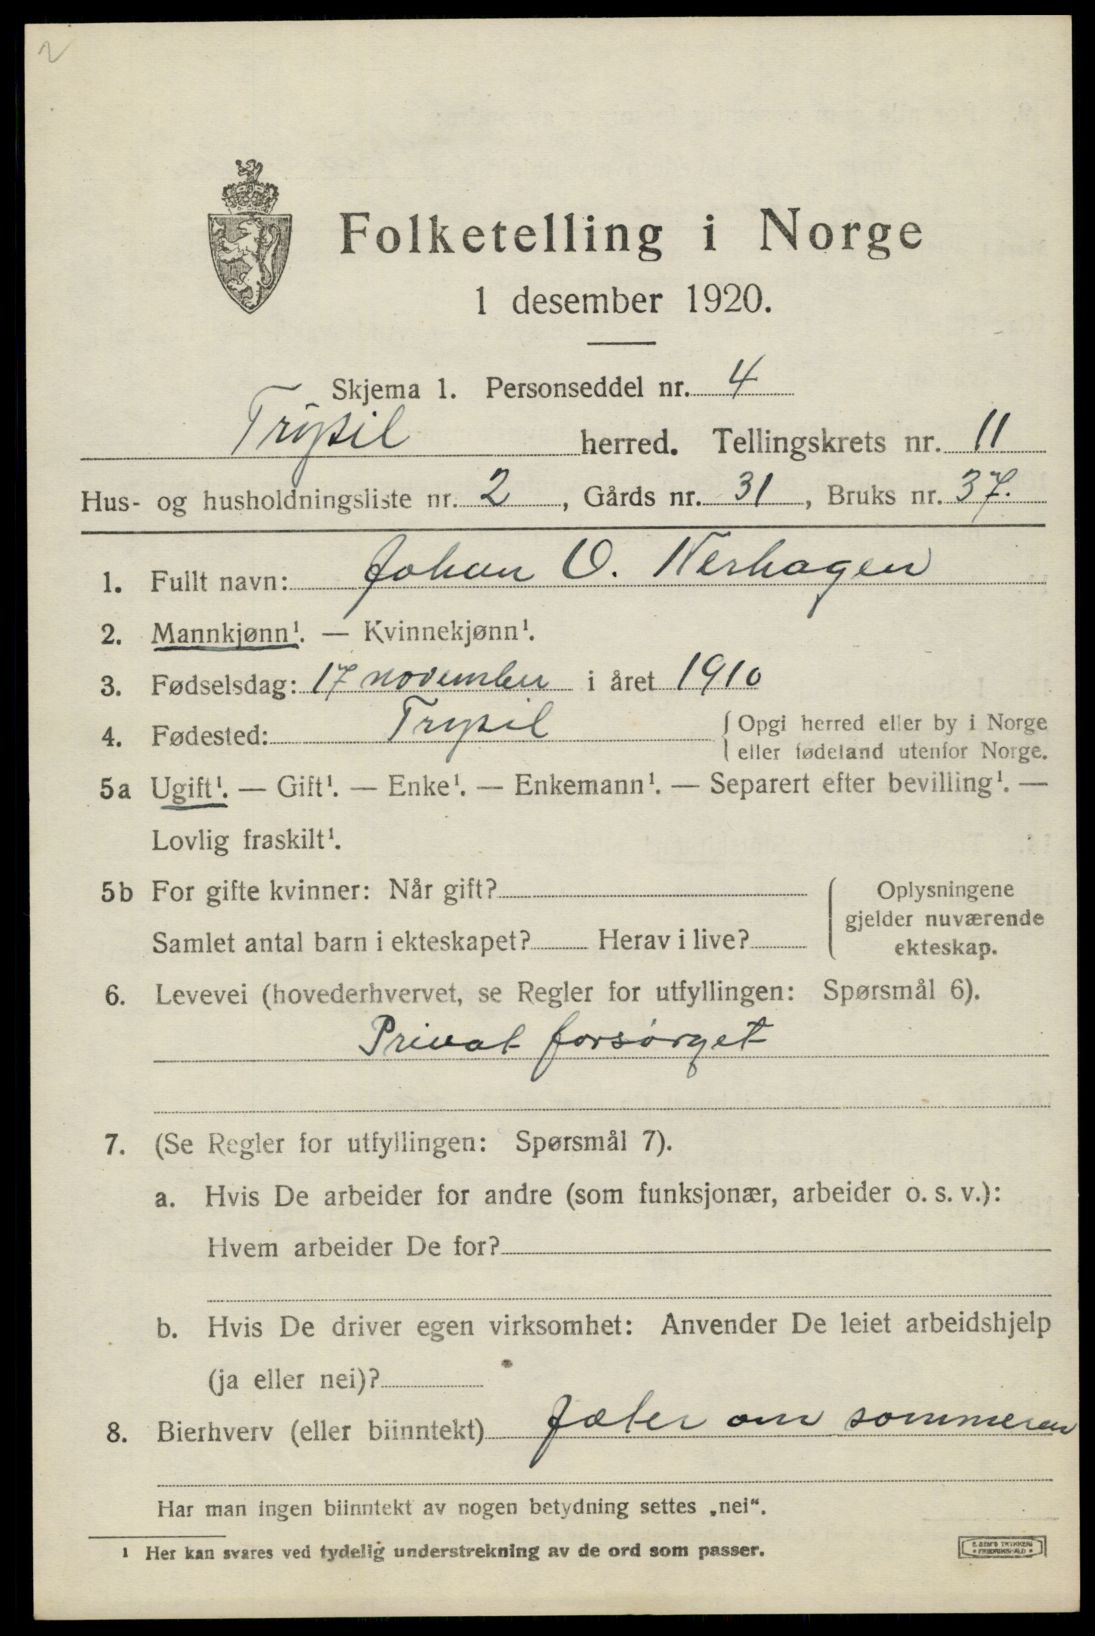 2
Folketelling i Norge
1 desember 1920.
Skjema 1. Personseddel nr. 4
Trysil herred. Tellingskrets nr. 11
Hus- og husholdningsliste nr. 2, Gårds nr. 31, Bruks nr. 37.
1. Fullt navn: Johan O. Nerhagen
2. Mannkjønn¹. — Kvinnekjønn¹.
3. Fødselsdag: 17 november i året 1910
4. Fødested: Trysil { Opgi herred eller by i Norge
eller fødeland utenfor Norge.
5a Ugift¹. — Gift¹. — Enke¹. — Enkemann¹. — Separert efter bevilling¹. —
Lovlig fraskilt¹.
5b For gifte kvinner: Når gift? { Oplysningene
gjelder nuværende
Samlet antal barn i ekteskapet? Herav i live?
ekteskap.
6. Levevei (hovederhvervet, se Regler for utfyllingen: Spørsmål 6).
Privat forsørget
7. (Se Regler for utfyllingen: Spørsmål 7).
a. Hvis De arbeider for andre (som funksjonær, arbeider o. s. v.):
Hvem arbeider De for?
b. Hvis De driver egen virksomhet: Anvender De leiet arbeidshjelp
(ja eller nei)?
8. Bierhverv (eller biinntekt) Jæter om sommeren
Har man ingen biinntekt av nogen betydning settes „nei“.
¹ Her kan svares ved tydelig understrekning av de ord som passer.